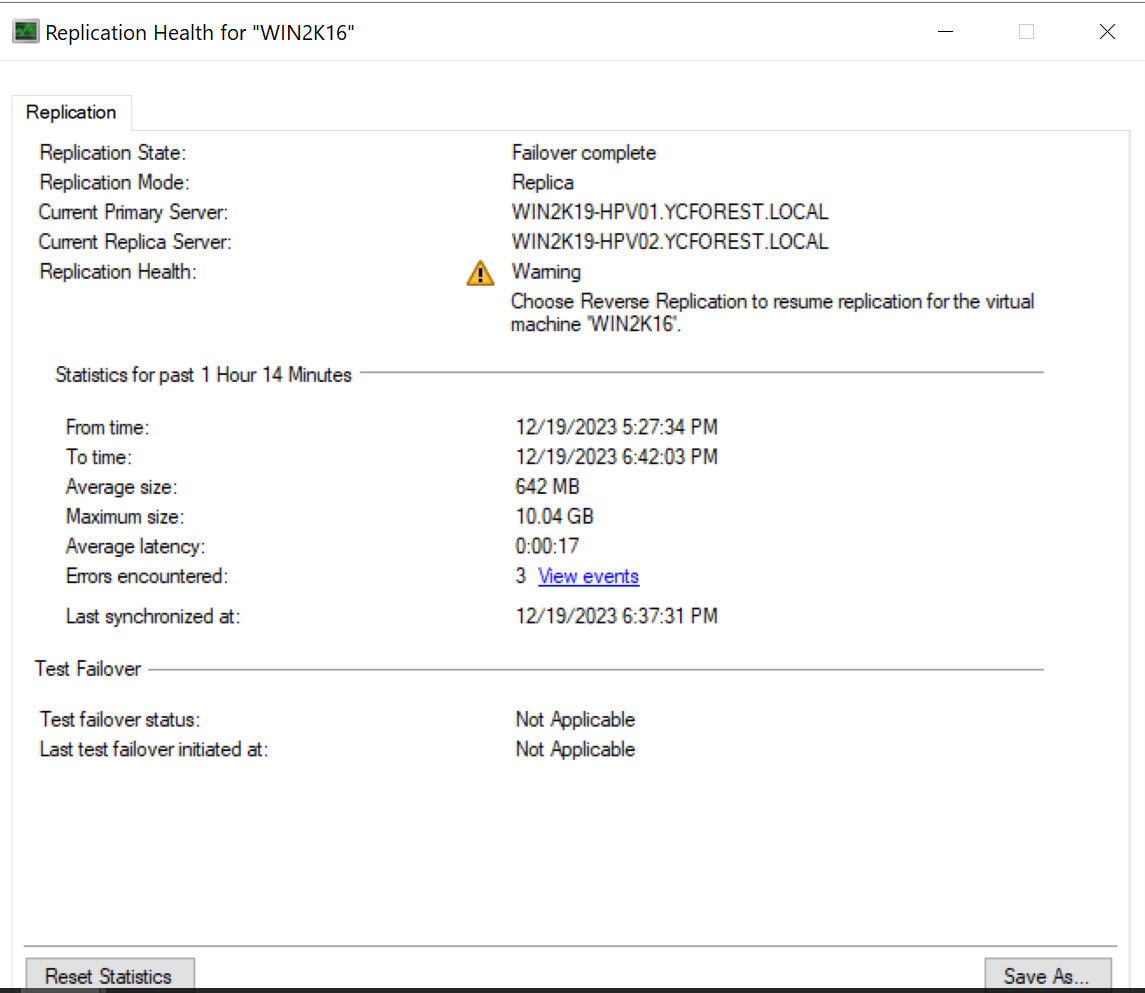 Replication Health for "WIN2K16"
Replication
Replication State: Failover complete
Replication Mode: Replica
Current Primary Server: WIN2K19-HPV01.YCFOREST.LOCAL
Current Replica Server: WIN2K19-HPV02.YCFOREST.LOCAL
Replication Health: Warning
Choose Reverse Replication to resume replication for the virtual
machine "WIN2K16".
Statistics for past 1 Hour 14 Minutes
From time: 12/19/2023 5:27:34 PM
To time: 12/19/2023 6:42:03 PM
Average size: 642 MB
Maximum size: 10.04 GB
Average latency: 0:00:17
Errors encountered: 3 View events
Last synchronized at: 12/19/2023 6:37:31 PM
Test Failover
Test failover status: Not Applicable
Last test failover initiated at: Not Applicable
Reset Statistics Save As...